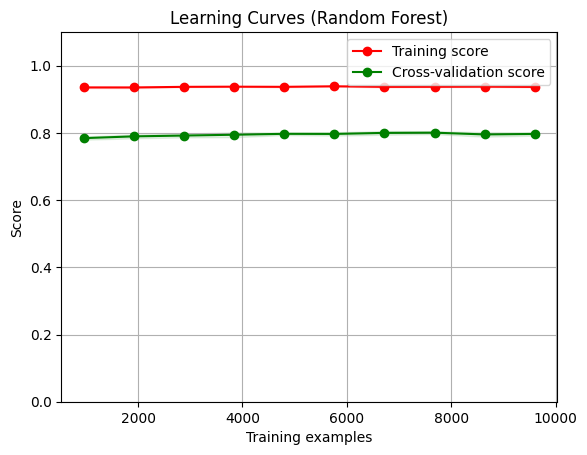 Learning Curves (Random Forest)
Training score
Cross-validation score
1.0
0.8
0.6
0.4
0.2
0.0
Score
2000
4000
6000
8000
10000
Training examples